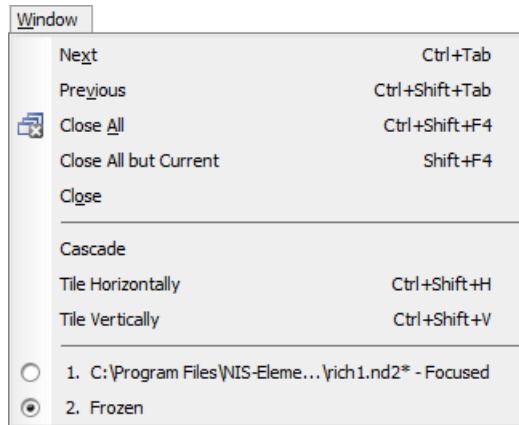 Window
Next Ctrl+Tab
Previous Ctrl+Shift+Tab
Close All Ctrl+Shift+F4
Close All but Current Shift+F4
Close
Cascade
Tile Horizontally Ctrl+Shift+H
Tile Vertically Ctrl+Shift+V
1. C:\Program Files\NIS-Eleme...\rich1.nd2* - Focused
2. Frozen